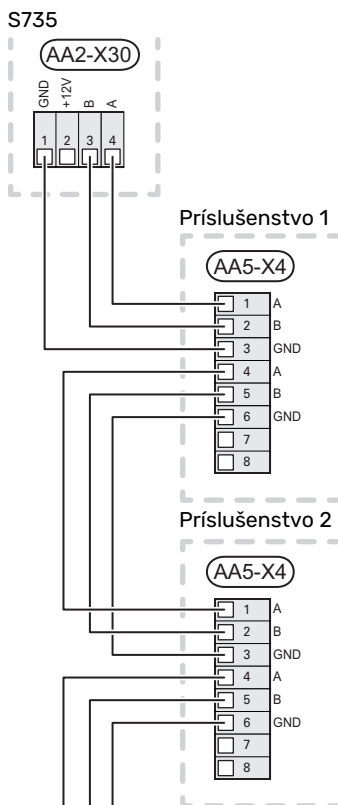 S735
AA2-X30
GND
+12V
B
A
1 2 3 4
Príslušenstvo 1
AA5-X4
1 A
2 B
3 GND
4 A
5 B
6 GND
7
8
Príslušenstvo 2
AA5-X4
1 A
2 B
3 GND
4 A
5 B
6 GND
7
8